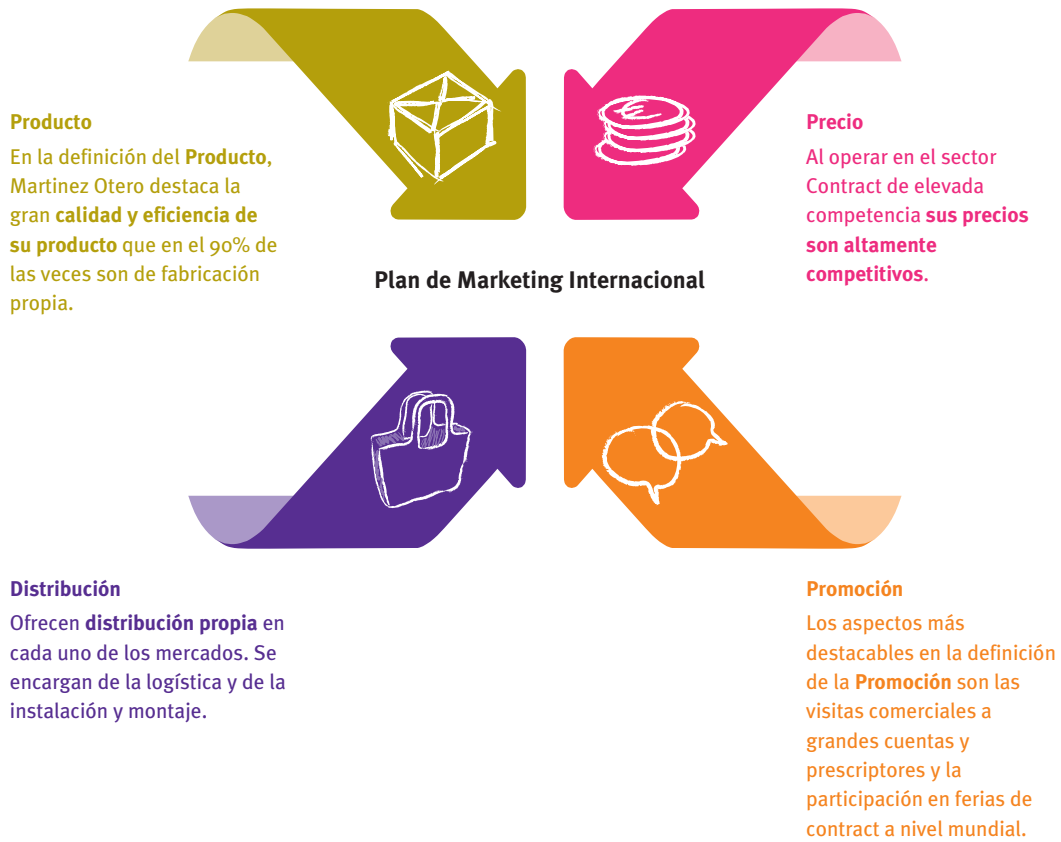 Producto
En la definición del Producto,
Martinez Otero destaca la
gran calidad y eficiencia de
su producto que en el 90% de
las veces son de fabricación
propia.
Precio
Al operar en el sector
Contract de elevada
competencia sus precios
son altamente
competitivos.
Plan de Marketing Internacional
Distribución
Ofrecen distribución propia en
cada uno de los mercados. Se
encargan de la logística y de la
instalación y montaje.
Promoción
Los aspectos más
destacables en la definición
de la Promoción son las
visitas comerciales a
grandes cuentas y
prescriptores y la
participación en ferias de
contract a nivel mundial.